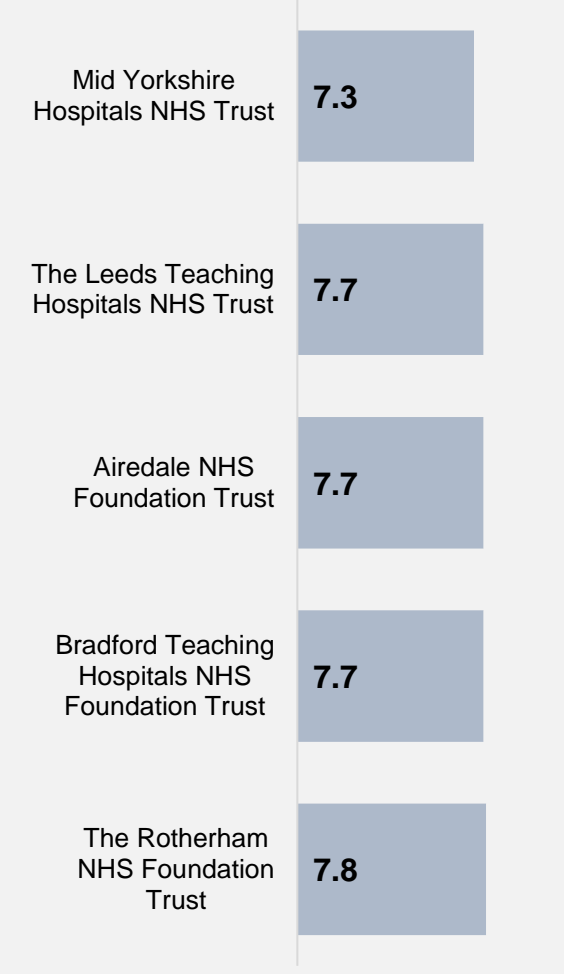 Mid Yorkshire
Hospitals NHS Trust
7.3
The Leeds Teaching
Hospitals NHS Trust
7.7
Airedale NHS
Foundation Trust
7.7
Bradford Teaching
Hospitals NHS
Foundation Trust
7.7
The Rotherham
NHS Foundation
Trust
7.8